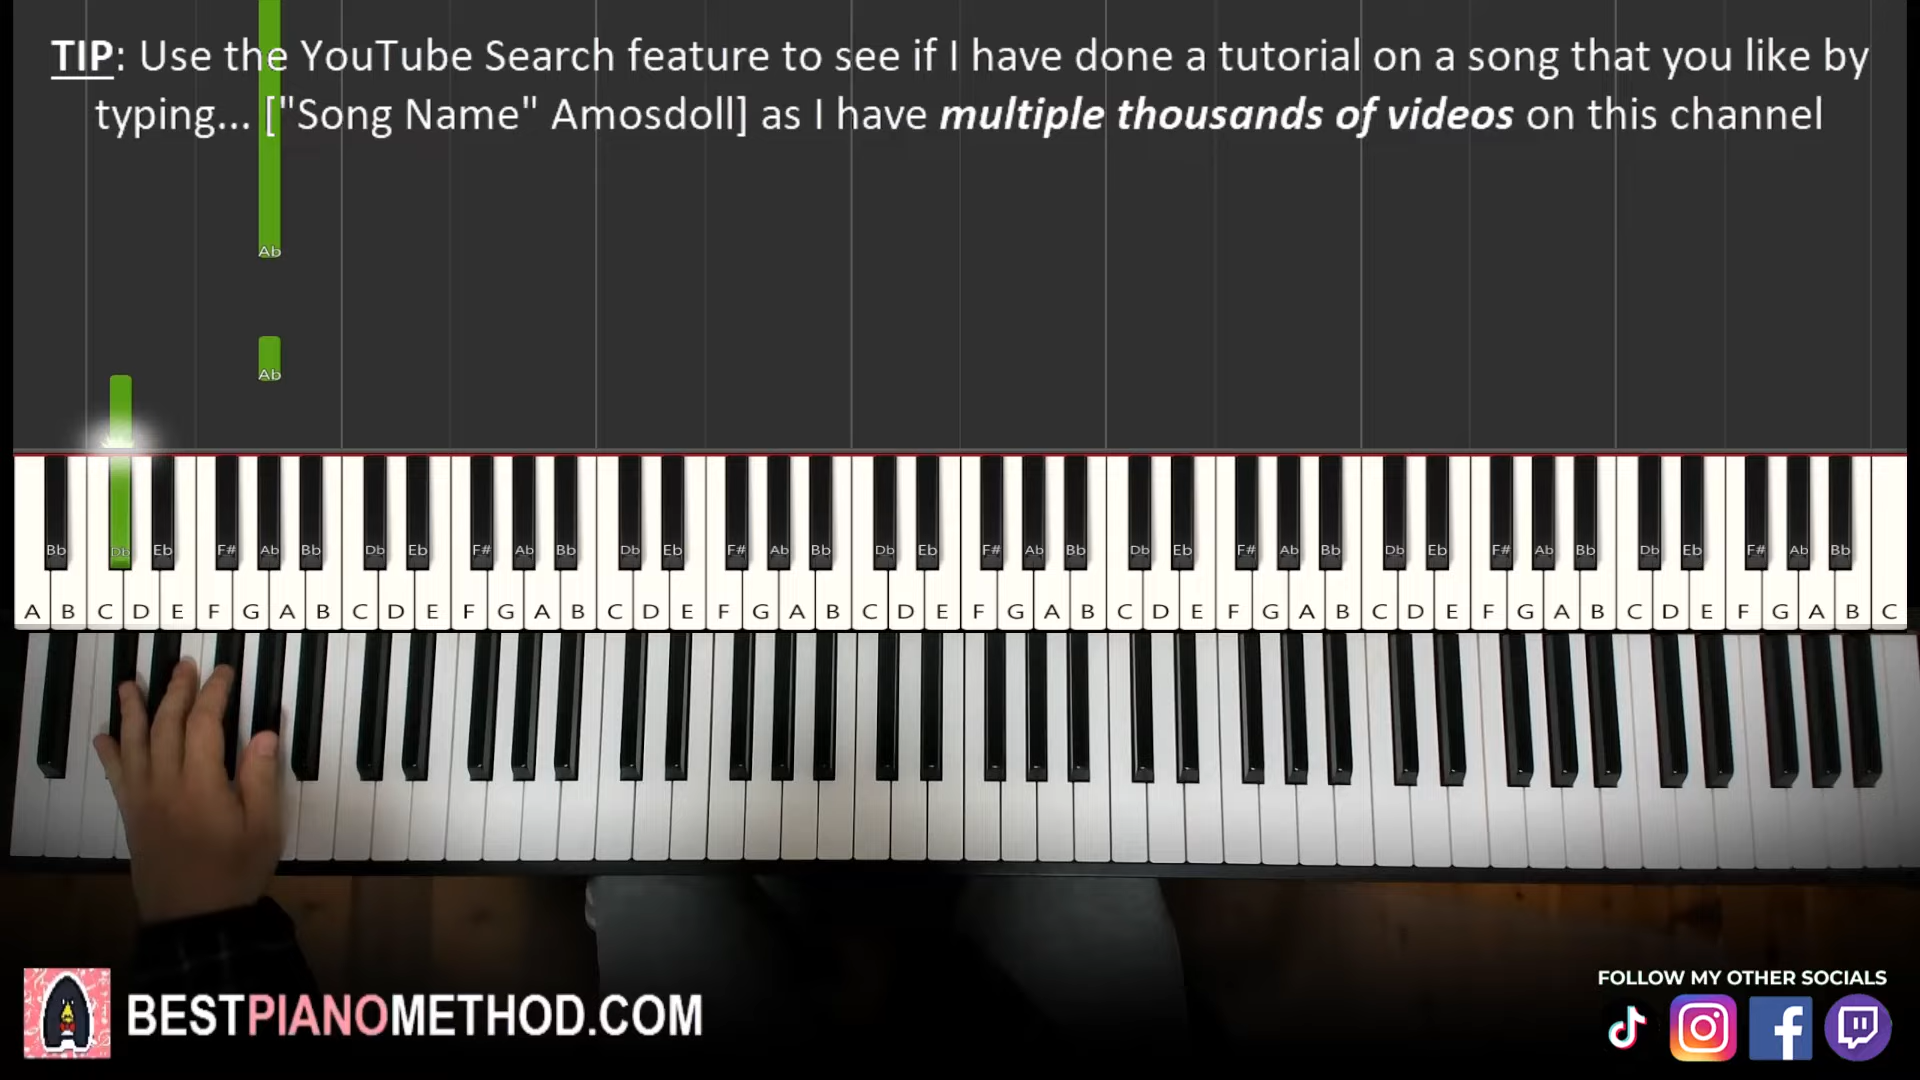 TIP: Use the YouTube Search feature to see if I have done a tutorial on a song that you like by
typing... ["Song Name" Amosdoll] as I have multiple thousands of videos on this channel
Ab
Ab
Bb Db Eb F# Ab Bb Db Eb F# Ab Bb Db Eb F# Ab Bb Db Eb F# Ab Bb Db Eb F# Ab Bb Db Eb F# Ab Bb Db Eb F# Ab Bb
A B C D E F G A B C D E F G A B C D E F G A B C D E F G A B C D E F G A B C D E F G A B C D E F G A B C
FOLLOW MY OTHER SOCIALS
BESTPIANOMETHOD.COM